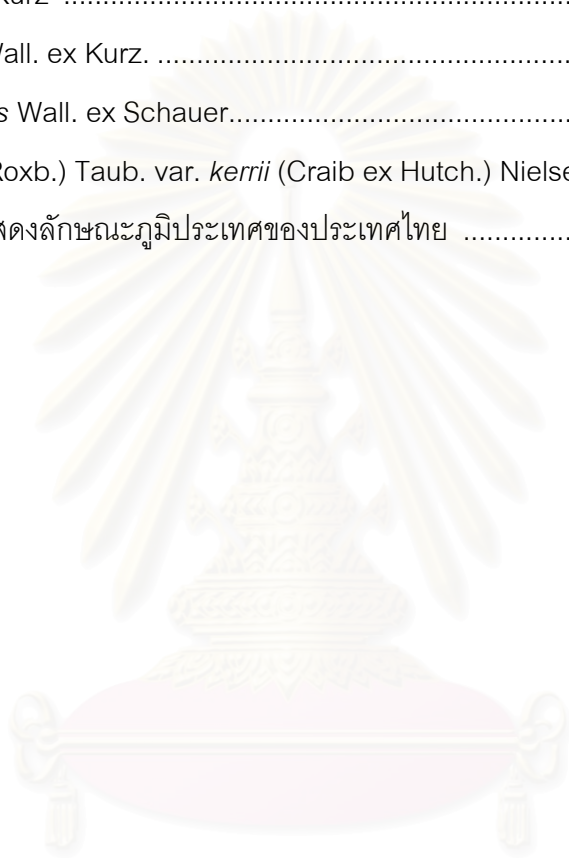 Kurz ................................................................
Wall. ex Kurz. .....................................................
s Wall. ex Schauer............................................
Roxb.) Taub. var. kerrii (Craib ex Hutch.) Nielse
สดงลักษณะภูมิประเทศของประเทศไทย ..............